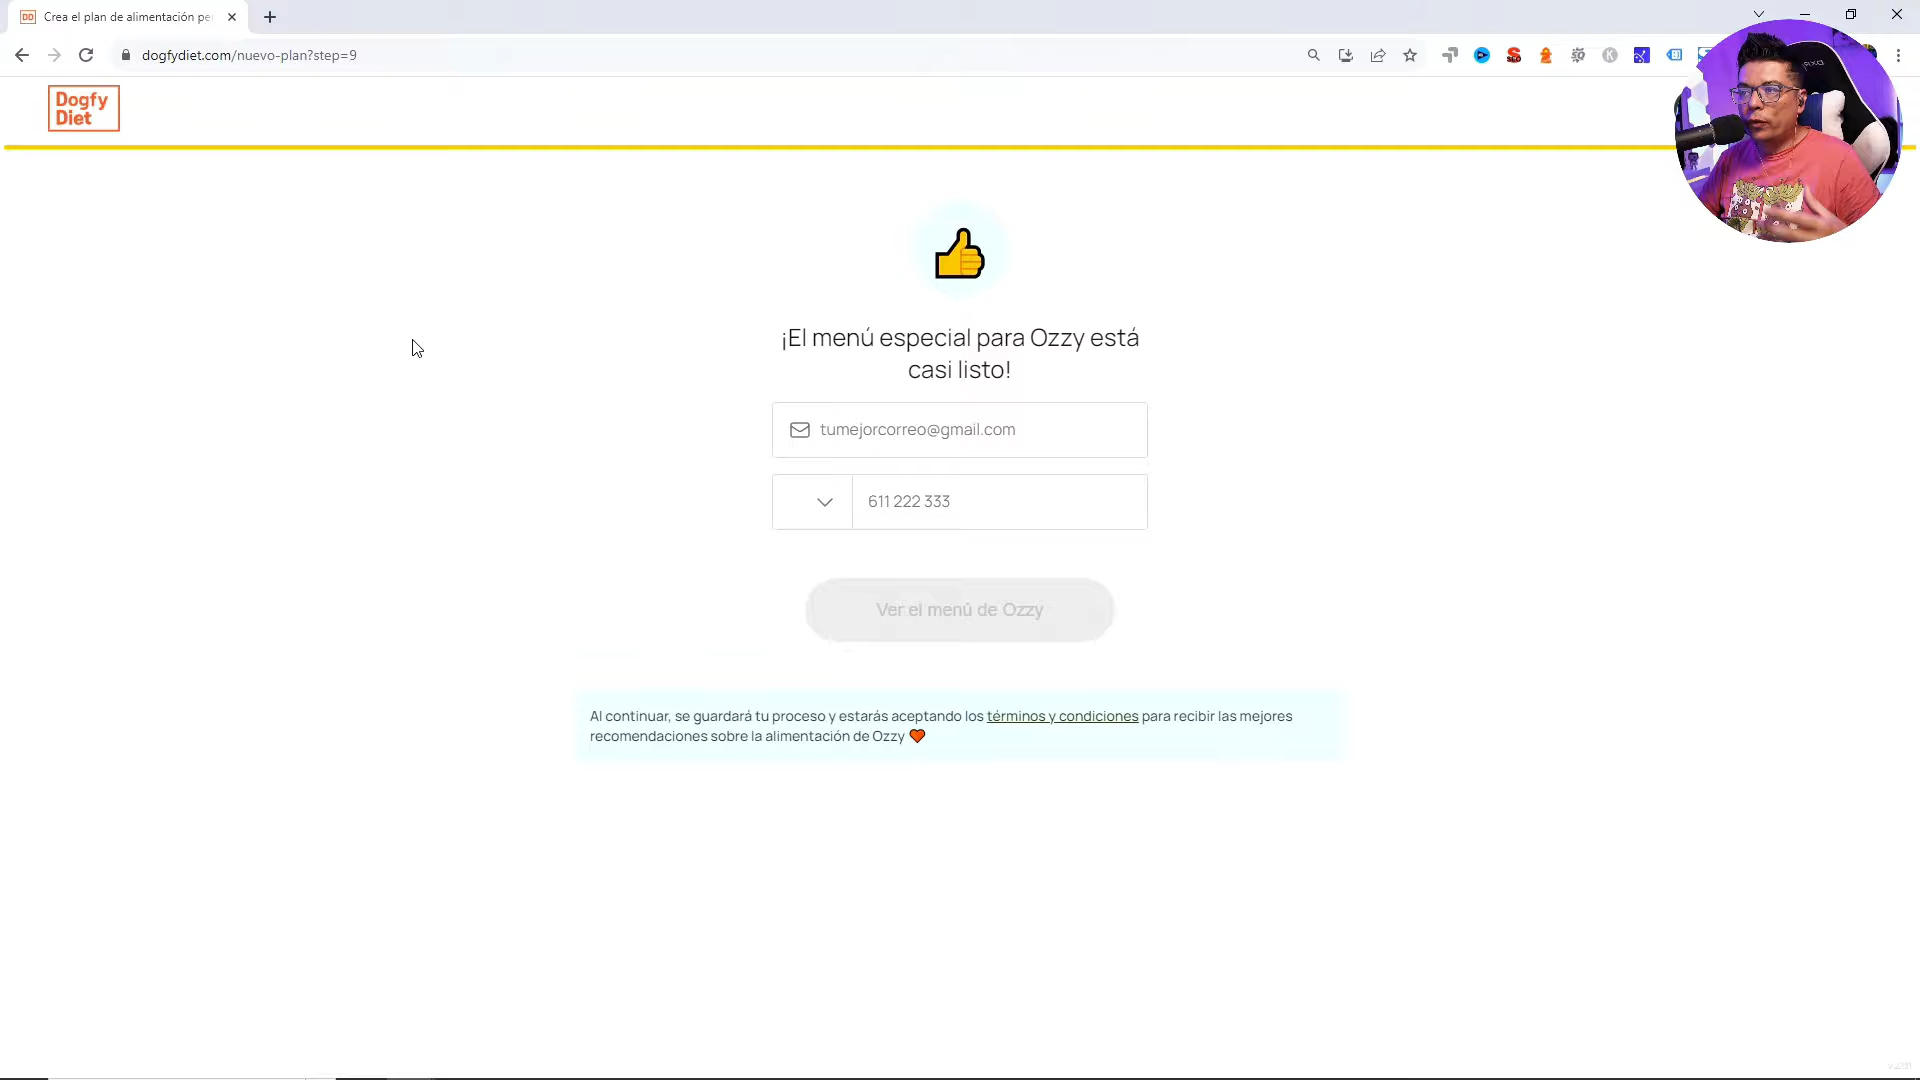 Crea el plan de alimentación pe
dogfydiet.com/nuevo-plan?step=9
Dogfy
Diet
¡El menú especial para Ozzy está
casi listo!
tumejorcorreo@gmail.com
611 222 333
Ver el menú de Ozzy
Al continuar, se guardará tu proceso y estarás aceptando los términos y condiciones para recibir las mejores
recomendaciones sobre la alimentación de Ozzy